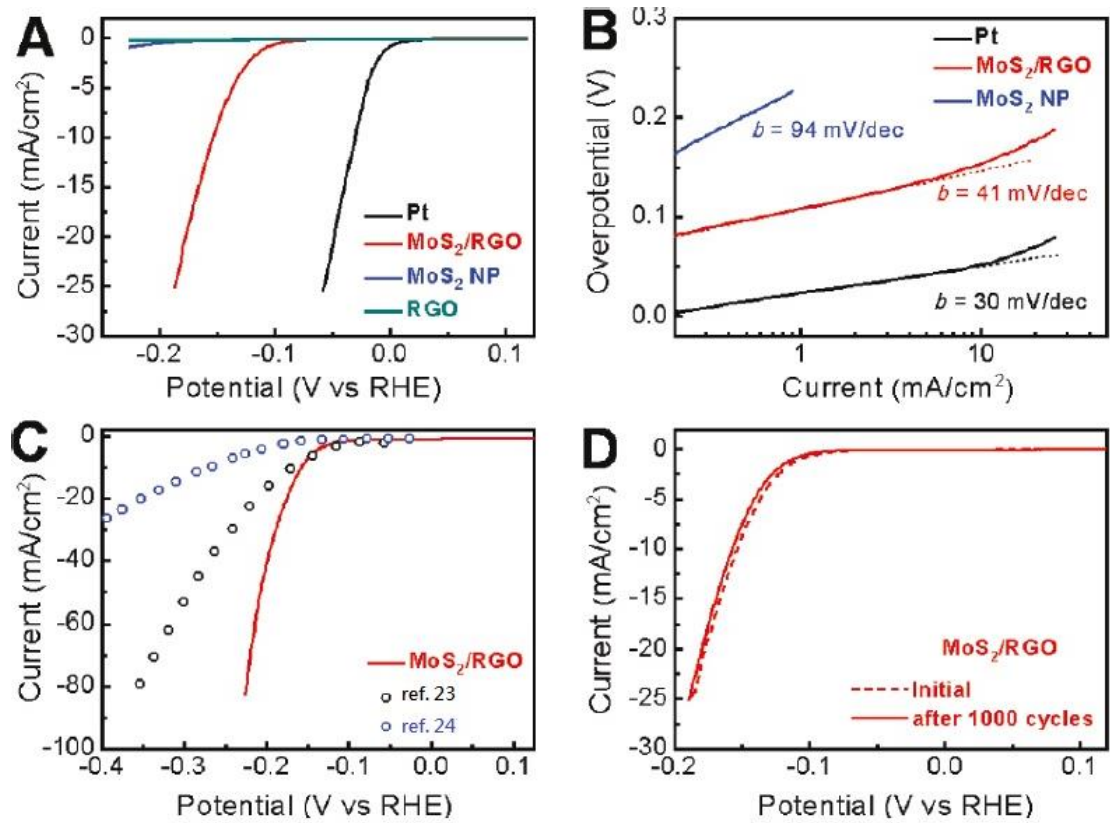 A
0
-5
-10
-15
-20
-25
-30
Current (mA/cm²)
Pt
MoS₂/RGO
MoS₂ NP
RGO
-0.2 -0.1 0.0 0.1
Potential (V vs RHE)
B
0.3
0.2
0.1
0.0
Overpotential (V)
Pt
MoS₂/RGO
MoS₂ NP
b = 94 mV/dec
b = 41 mV/dec
b = 30 mV/dec
1 10
Current (mA/cm²)
C
0
-20
-40
-60
-80
-100
Current (mA/cm²)
MoS₂/RGO
ref. 23
ref. 24
-0.4 -0.3 -0.2 -0.1 0.0 0.1
Potential (V vs RHE)
D
0
-5
-10
-15
-20
-25
-30
Current (mA/cm²)
MoS₂/RGO
Initial
after 1000 cycles
-0.2 -0.1 0.0 0.1
Potential (V vs RHE)